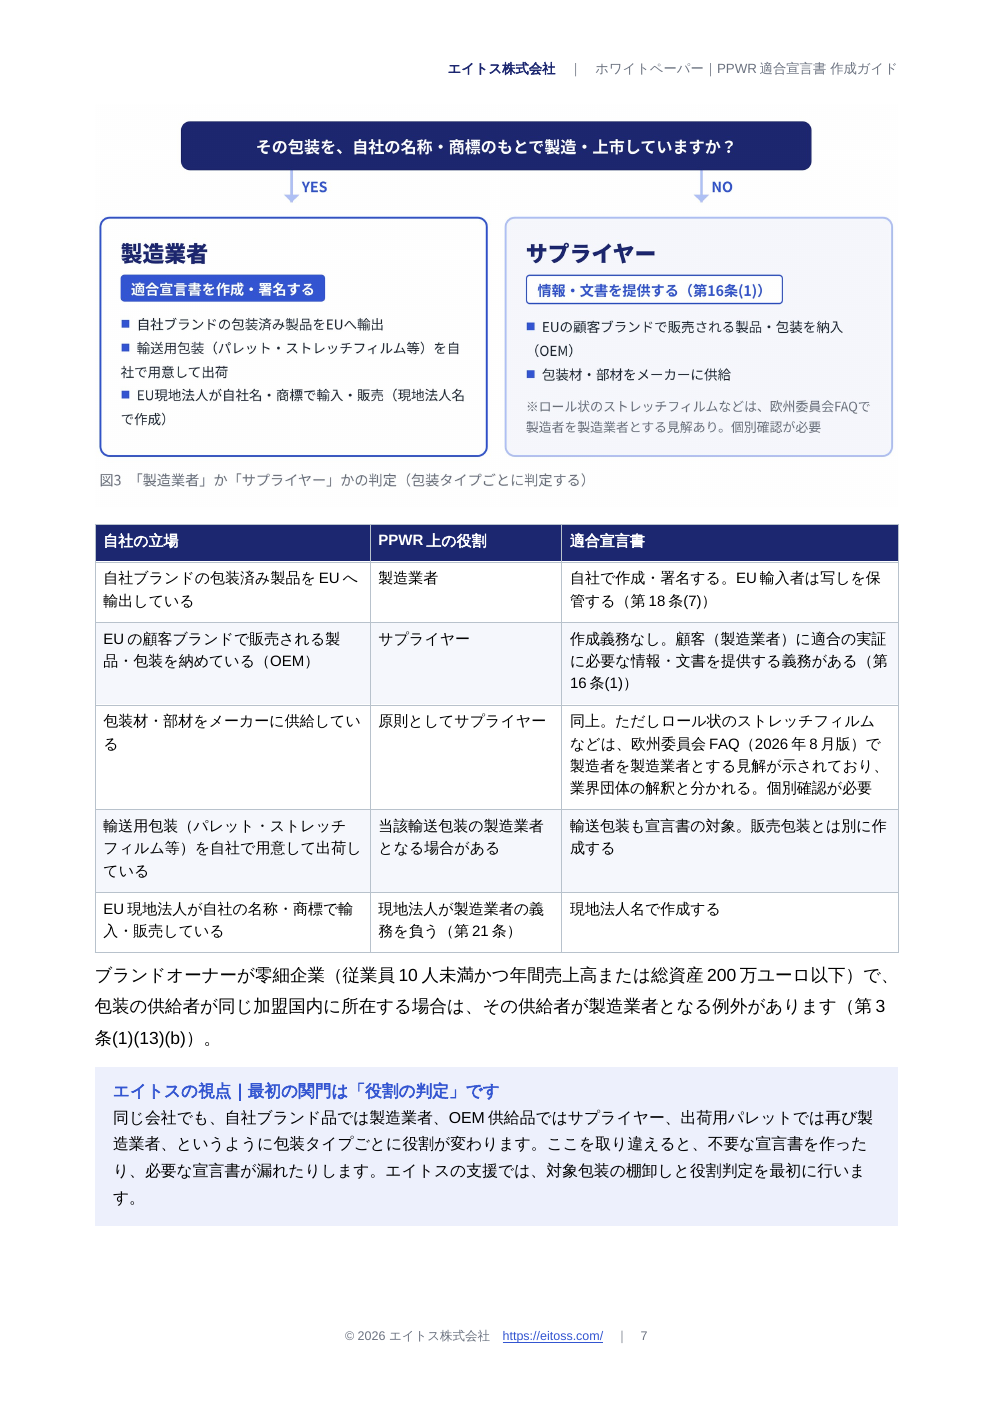 エイトス株式会社 ｜ ホワイトペーパー｜PPWR 適合宣言書 作成ガイド
その包装を、自社の名称・商標のもとで製造・上市していますか？
YES
NO
製造業者
適合宣言書を作成・署名する
■ 自社ブランドの包装済み製品をEUへ輸出
■ 輸送用包装（パレット・ストレッチフィルム等）を自
社で用意して出荷
■ EU現地法人が自社名・商標で輸入・販売（現地法人名
で作成）
サプライヤー
情報・文書を提供する（第16条(1)）
■ EUの顧客ブランドで販売される製品・包装を納入
（OEM）
■ 包装材・部材をメーカーに供給
※ロール状のストレッチフィルムなどは、欧州委員会FAQで
製造者を製造業者とする見解あり。個別確認が必要
図3 「製造業者」か「サプライヤー」かの判定（包装タイプごとに判定する）
自社の立場
PPWR 上の役割
適合宣言書
自社ブランドの包装済み製品を EU へ
輸出している
製造業者
自社で作成・署名する。EU 輸入者は写しを保
管する（第 18 条(7)）
EU の顧客ブランドで販売される製
品・包装を納めている（OEM）
サプライヤー
作成義務なし。顧客（製造業者）に適合の実証
に必要な情報・文書を提供する義務がある（第
16 条(1)）
包装材・部材をメーカーに供給してい
る
原則としてサプライヤー
同上。ただしロール状のストレッチフィルム
などは、欧州委員会 FAQ（2026 年 8 月版）で
製造者を製造業者とする見解が示されており、
業界団体の解釈と分かれる。個別確認が必要
輸送用包装（パレット・ストレッチ
フィルム等）を自社で用意して出荷し
ている
当該輸送包装の製造業者
となる場合がある
輸送包装も宣言書の対象。販売包装とは別に作
成する
EU 現地法人が自社の名称・商標で輸
入・販売している
現地法人が製造業者の義
務を負う（第 21 条）
現地法人名で作成する
ブランドオーナーが零細企業（従業員 10 人未満かつ年間売上高または総資産 200 万ユーロ以下）で、
包装の供給者が同じ加盟国内に所在する場合は、その供給者が製造業者となる例外があります（第 3
条(1)(13)(b)）。
エイトスの視点｜最初の関門は「役割の判定」です
同じ会社でも、自社ブランド品では製造業者、OEM 供給品ではサプライヤー、出荷用パレットでは再び製
造業者、というように包装タイプごとに役割が変わります。ここを取り違えると、不要な宣言書を作った
り、必要な宣言書が漏れたりします。エイトスの支援では、対象包装の棚卸しと役割判定を最初に行いま
す。
© 2026 エイトス株式会社 https://eitoss.com/ ｜ 7